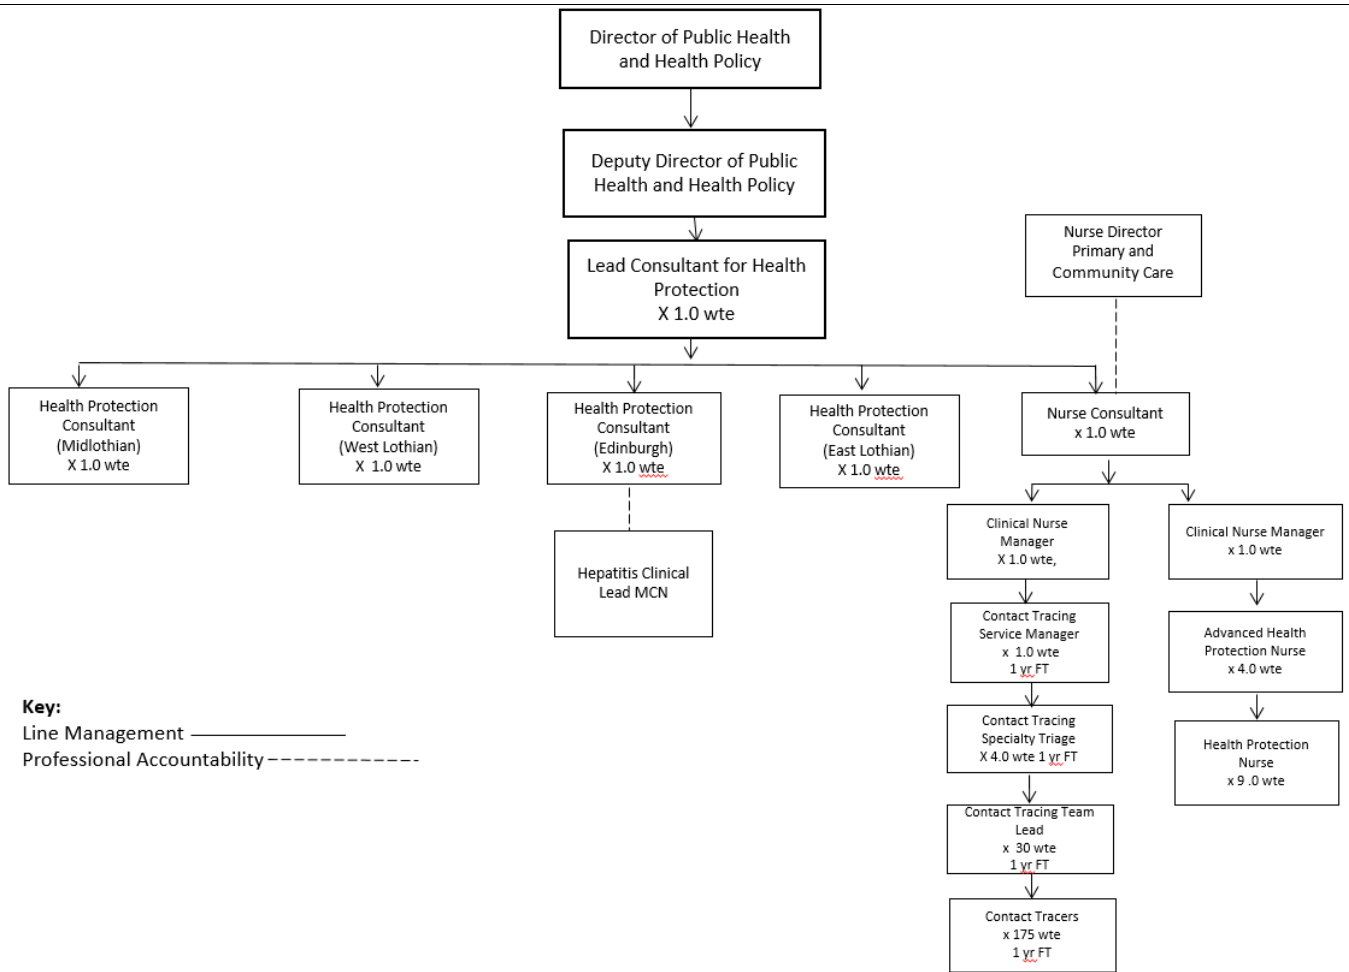 Director of Public Health
and Health Policy
Deputy Director of Public
Health and Health Policy
Lead Consultant for Health
Protection
X 1.0 wte
Nurse Director
Primary and
Community Care
Health Protection
Consultant
(Midlothian)
X 1.0 wte
Health Protection
Consultant
(West Lothian)
X  1.0 wte
Health Protection
Consultant
(Edinburgh)
X 1.0 wte
Health Protection
Consultant
(East Lothian)
X 1.0 wte
Nurse Consultant
x 1.0 wte
Hepatitis Clinical
Lead MCN
Clinical Nurse
Manager
X 1.0 wte,
Contact Tracing
Service Manager
x  1.0 wte
1 yr FT
Contact Tracing
Specialty Triage
X 4.0 wte 1 yr FT
Contact Tracing Team
Lead
x  30 wte
1 yr FT
Contact Tracers
x 175 wte
1 yr FT
Clinical Nurse Manager
x 1.0 wte
Advanced Health
Protection Nurse
x 4.0 wte
Health Protection
Nurse
x 9 .0 wte
Key:
Line Management
Professional Accountability